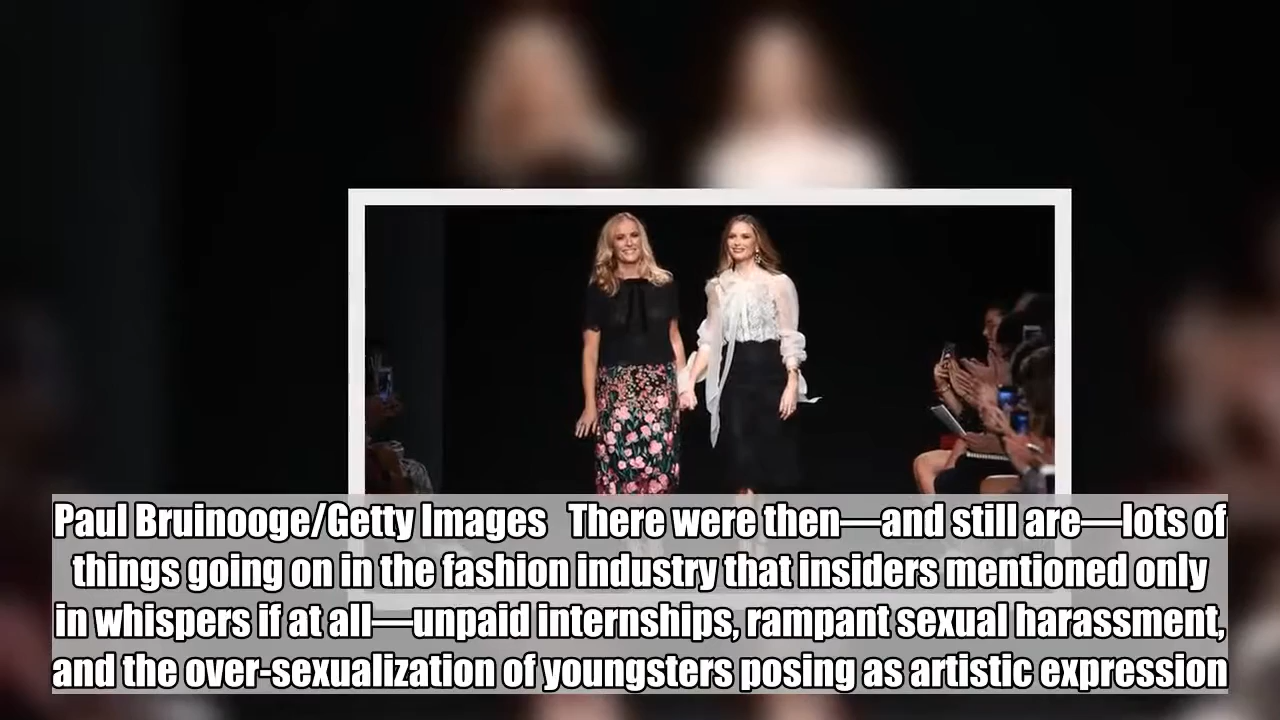 Paul Bruinooge/Getty Images   There were then—and still are—lots of
things going on in the fashion industry that insiders mentioned only
in whispers if at all—unpaid internships, rampant sexual harassment,
and the over-sexualization of youngsters posing as artistic expression